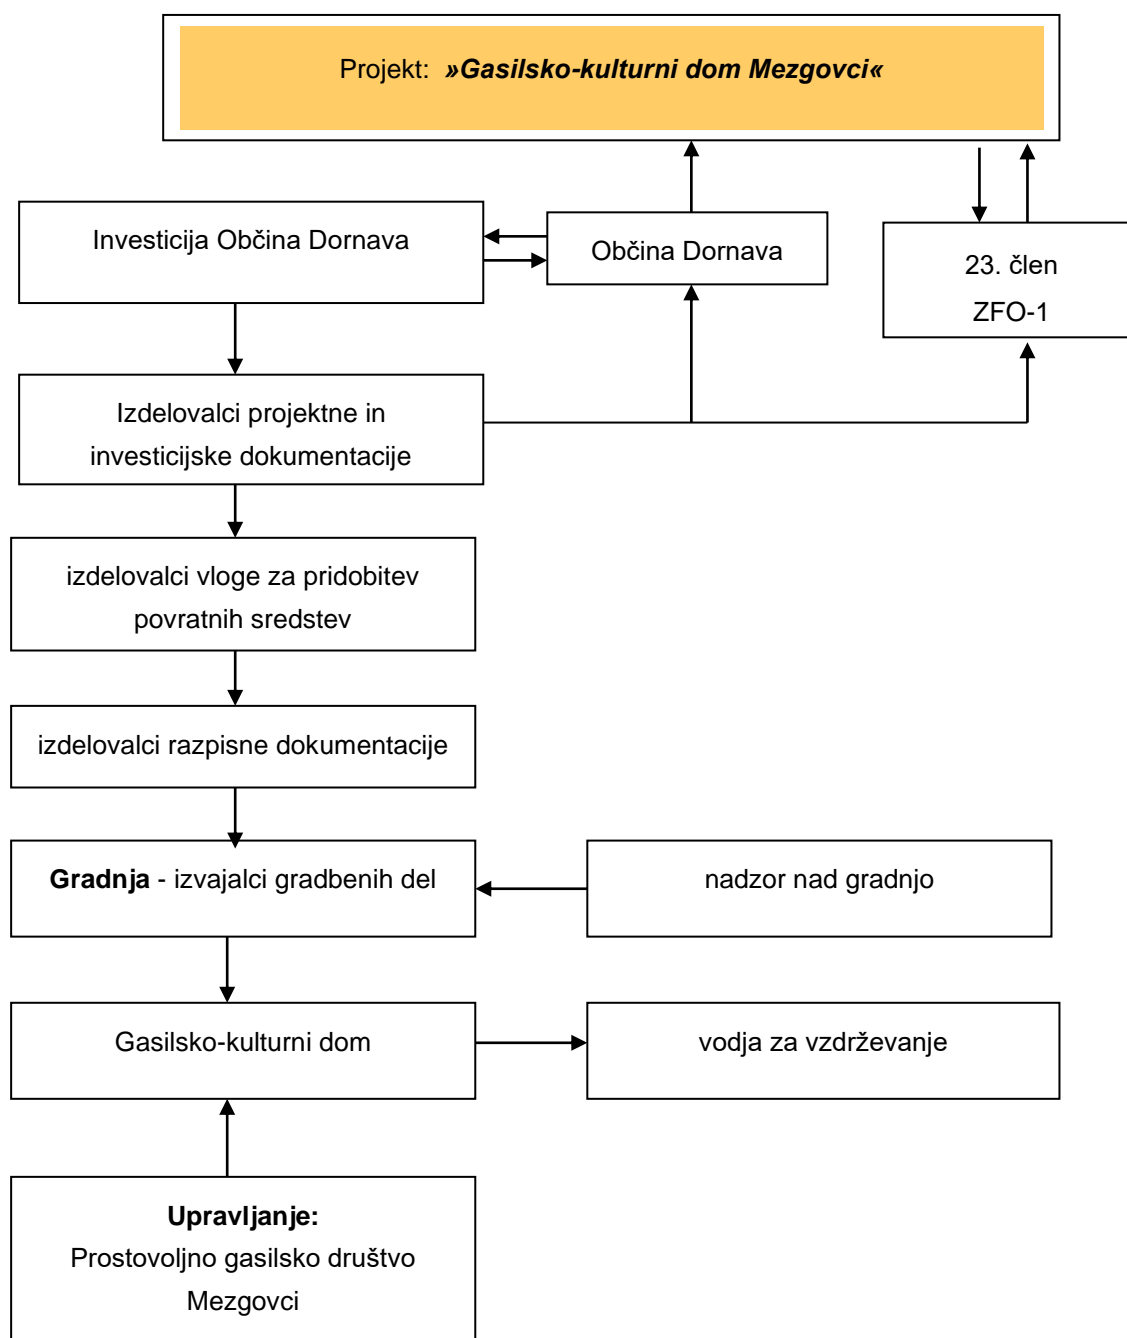 Projekt: »Gasilsko-kulturni dom Mezgovci«
Investicija Občina Dornava
Občina Dornava
23. člen
ZFO-1
Izdelovalci projektne in
investicijske dokumentacije
izdelovalci vloge za pridobitev
povratnih sredstev
izdelovalci razpisne dokumentacije
Gradnja - izvajalci gradbenih del
nadzor nad gradnjo
Gasilsko-kulturni dom
vodja za vzdrževanje
Upravljanje:
Prostovoljno gasilsko društvo
Mezgovci